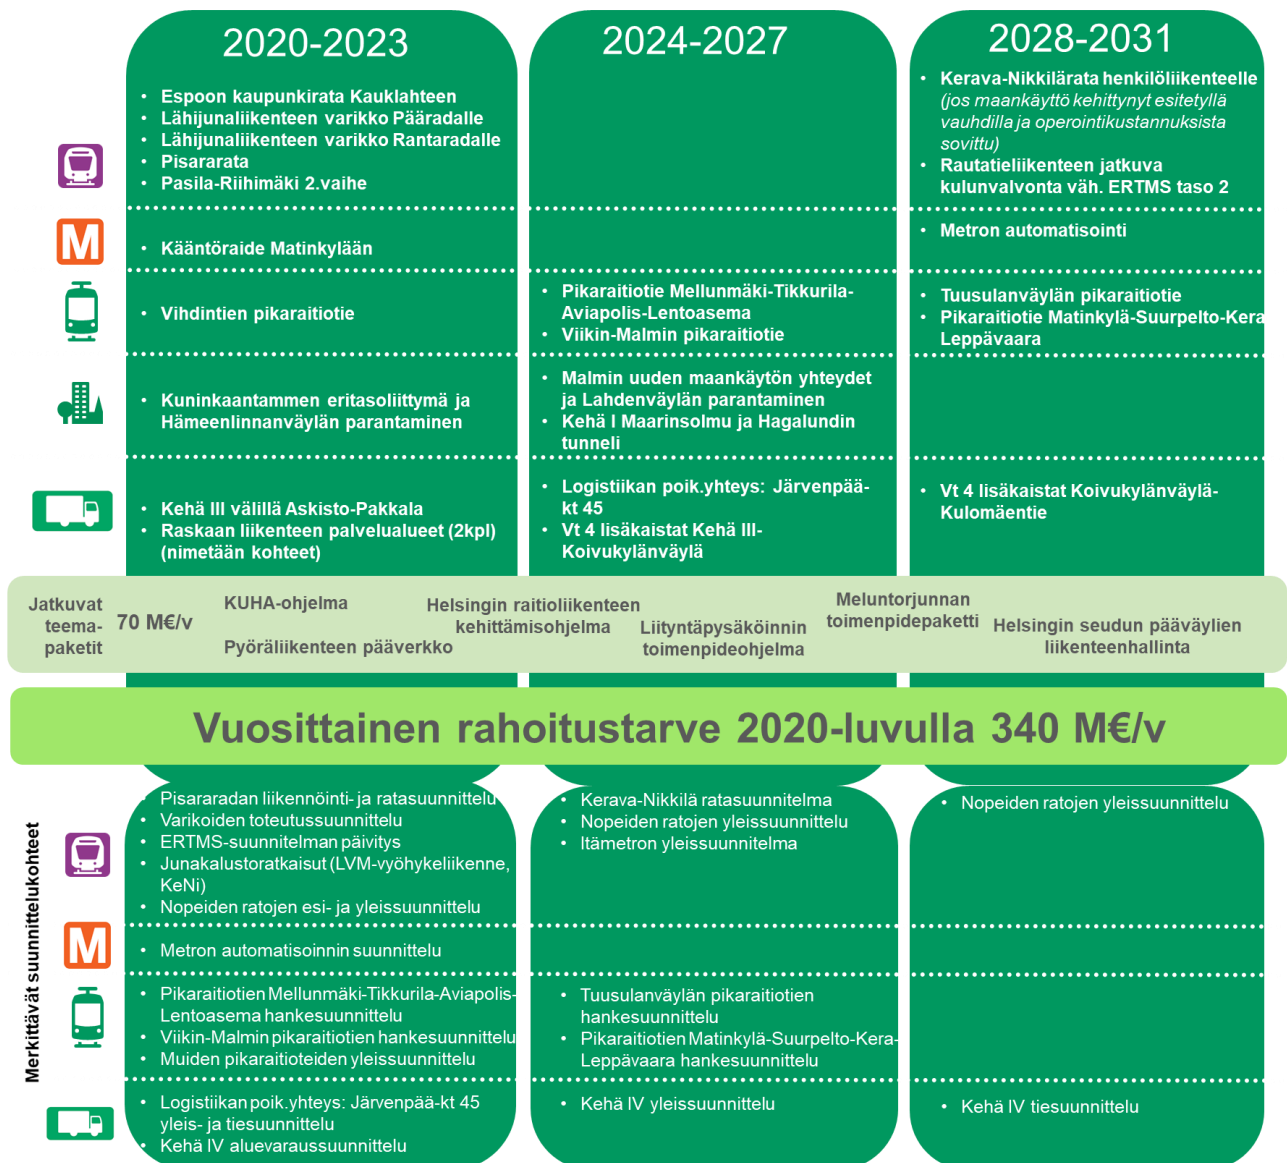 2020-2023
• Espoon kaupunkirata Kauklahteen
• Lähijunaliikenteen varikko Pääradalle
• Lähijunaliikenteen varikko Rantaradalle
• Pisararata
• Pasila-Riihimäki 2.vaihe
M
• Kääntöraide Matinkylään
• Vihdintien pikaraitiotie
• Kuninkaantammen eritasoliittymä ja
Hämeenlinnanväylän parantaminen
• Kehä III välillä Askisto-Pakkala
• Raskaan liikenteen palvelualueet (2kpl)
(nimetään kohteet)
2024-2027
• Pikaraitiotie Mellunmäki-Tikkurila-
Aviapolis-Lentoasema
• Viikin-Malmin pikaraitiotie
• Malmin uuden maankäytön yhteydet
ja Lahdenväylän parantaminen
• Kehä I Maarinsolmu ja Hagalundin
tunneli
• Logistiikan poik.yhteys: Järvenpää-
kt 45
• Vt 4 lisäkaistat Kehä III-
Koivukylänväylä
2028-2031
• Kerava-Nikkilärata henkilöliikenteelle
(jos maankäyttö kehittynyt esitetyllä
vauhdilla ja operointikustannuksista
sovittu)
• Rautatieliikenteen jatkuva
kulunvalvonta väh. ERTMS taso 2
• Metron automatisointi
• Tuusulanväylän pikaraitiotie
• Pikaraitiotie Matinkylä-Suurpelto-Kera
Leppävaara
• Vt 4 lisäkaistat Koivukylänväylä-
Kulomäentie
Jatkuvat
teema-
paketit
70 M€/v
KUHA-ohjelma
Pyöräliikenteen pääverkko
Helsingin raitioliikenteen
kehittämisohjelma
Liityntäpysäköinnin
toimenpideohjelma
Meluntorjunnan
toimenpidepaketti
Helsingin seudun pääväylien
liikenteenhallinta
Vuosittainen rahoitustarve 2020-luvulla 340 M€/v
Merkittävät suunnittelukohteet
• Pisararadan liikennöinti- ja ratasuunnittelu
• Varikoiden toteutussuunnittelu
• ERTMS-suunnitelman päivitys
• Junakalustoratkaisut (LVM-vyöhykeliikenne,
KeNi)
• Nopeiden ratojen esi- ja yleissuunnittelu
M
• Metron automatisoinnin suunnittelu
• Pikaraitiotien Mellunmäki-Tikkurila-Aviapolis-
Lentoasema hankesuunnittelu
• Viikin-Malmin pikaraitiotien hankesuunnittelu
• Muiden pikaraitioteiden yleissuunnittelu
• Logistiikan poik.yhteys: Järvenpää-kt 45
yleis- ja tiesuunnittelu
• Kehä IV aluevaraussuunnittelu
• Kerava-Nikkilä ratasuunnitelma
• Nopeiden ratojen yleissuunnittelu
• Itämetron yleissuunnitelma
• Tuusulanväylän pikaraitiotien
hankesuunnittelu
• Pikaraitiotien Matinkylä-Suurpelto-Kera-
Leppävaara hankesuunnittelu
• Kehä IV yleissuunnittelu
• Nopeiden ratojen yleissuunnittelu
• Kehä IV tiesuunnittelu